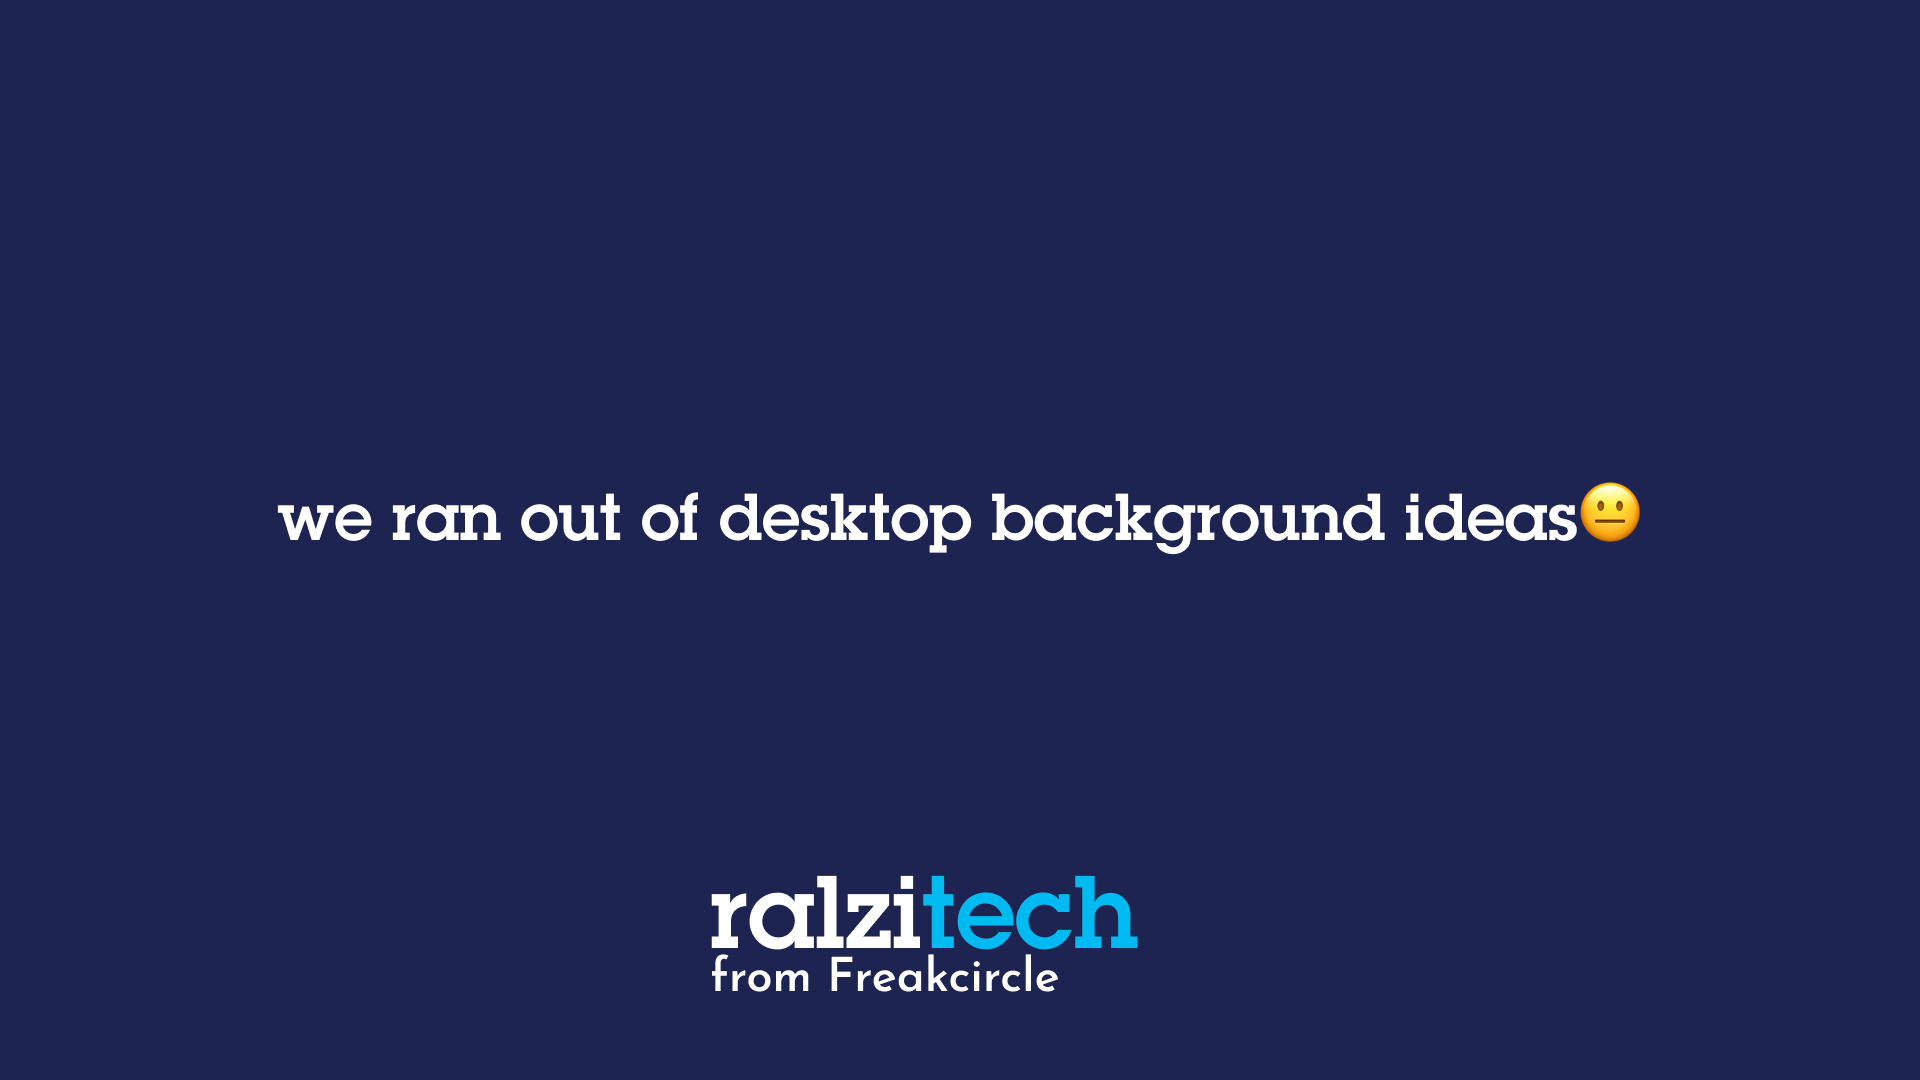 we ran out of desktop background ideas😐
ralzitech
from Freakcircle